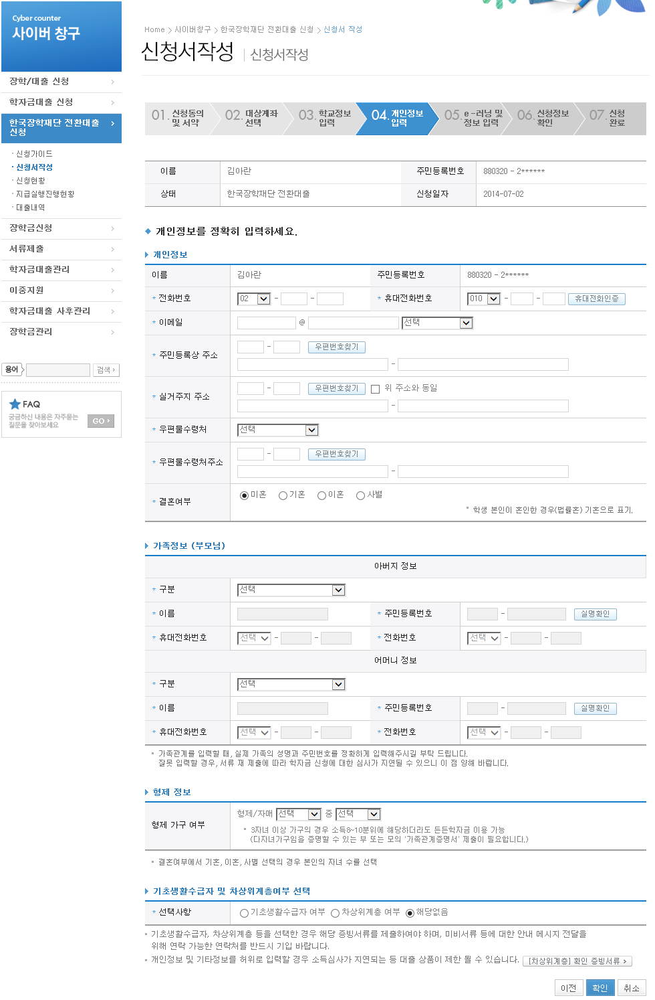 Cyber counter
사이버 창구
장학/대출 신청
학자금대출 신청
한국장학재단 전환대출
신청
· 신청가이드
· 신청서작성
· 신청현황
· 지급실행진행현황
· 대출내역
장학금신청
서류제출
학자금대출관리
이중지원
학자금대출 사후관리
장학금관리
용어 검색
FAQ
궁금하신 내용은 자주묻는
질문을 찾아보세요 GO
Home > 사이버창구 > 한국장학재단 전환대출 신청 > 신청서 작성
신청서작성 | 신청서작성
01. 신청동의 및 서약
02. 대상계좌 선택
03. 학교정보 입력
04. 개인정보 입력
05. e-러닝 및 정보 입력
06. 신청정보 확인
07. 신청 완료
이름 김아란 주민등록번호 880320 - 2******
상태 한국장학재단 전환대출 신청일자 2014-07-02
개인정보를 정확히 입력하세요.
개인정보
이름 김아란 주민등록번호 880320 - 2******
* 전화번호 02 - - * 휴대전화번호 010 - - 휴대전화인증
* 이메일 @ 선택
* 주민등록상 주소 - 우편번호찾기
-
* 실거주지 주소 - 우편번호찾기 위 주소와 동일
-
* 우편물수령처 선택
* 우편물수령처주소 - 우편번호찾기
-
* 결혼여부 미혼 기혼 이혼 사별
* 학생 본인이 혼인한 경우(법률혼) 기혼으로 표기.
가족정보 (부모님)
아버지 정보
* 구분 선택
* 이름 * 주민등록번호 - 실명확인
* 휴대전화번호 선택 - - * 전화번호 선택 - -
어머니 정보
* 구분 선택
* 이름 * 주민등록번호 - 실명확인
* 휴대전화번호 선택 - - * 전화번호 선택 - -
* 가족관계를 입력할 때, 실제 가족의 성명과 주민번호를 정확하게 입력해주시길 부탁 드립니다.
잘못 입력할 경우, 서류 재 제출에 따라 학자금 신청에 대한 심사가 지연될 수 있으니 이 점 양해 바랍니다.
형제 정보
형제 가구 여부 형제/자매 선택 중 선택
* 3자녀 이상 가구의 경우 소득8~10분위에 해당하더라도 든든학자금 이용 가능
(다자녀가구임을 증명할 수 있는 부 또는 모의 '가족관계증명서' 제출이 필요합니다.)
* 결혼여부에서 기혼, 이혼, 사별 선택의 경우 본인의 자녀 수를 선택
기초생활수급자 및 차상위계층여부 선택
* 선택사항 기초생활수급자 여부 차상위계층 여부 해당없음
기초생활수급자, 차상위계층 등을 선택한 경우 해당 증빙서류를 제출하여야 하며, 미비서류 등에 대한 안내 메시지 전달을
위해 연락 가능한 연락처를 반드시 기입 바랍니다.
개인정보 및 기타정보를 허위로 입력할 경우 소득심사가 지연되는 등 대출 상품이 제한 될 수 있습니다. [차상위계층] 확인 증빙서류 >
이전 확인 취소